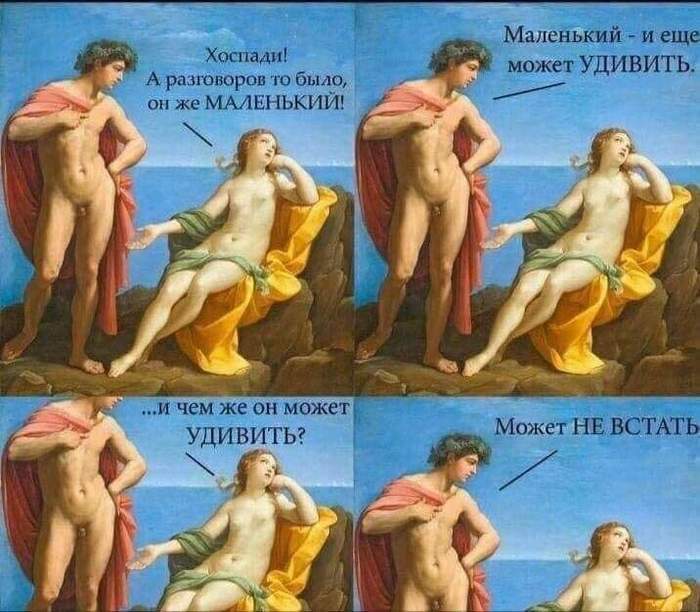 Хоспади!
А разговоров то было,
он же МАЛЕНЬКИЙ!
Маленький - и еще
может УДИВИТЬ.
...и чем же он может
УДИВИТЬ?
Может НЕ ВСТАТЬ